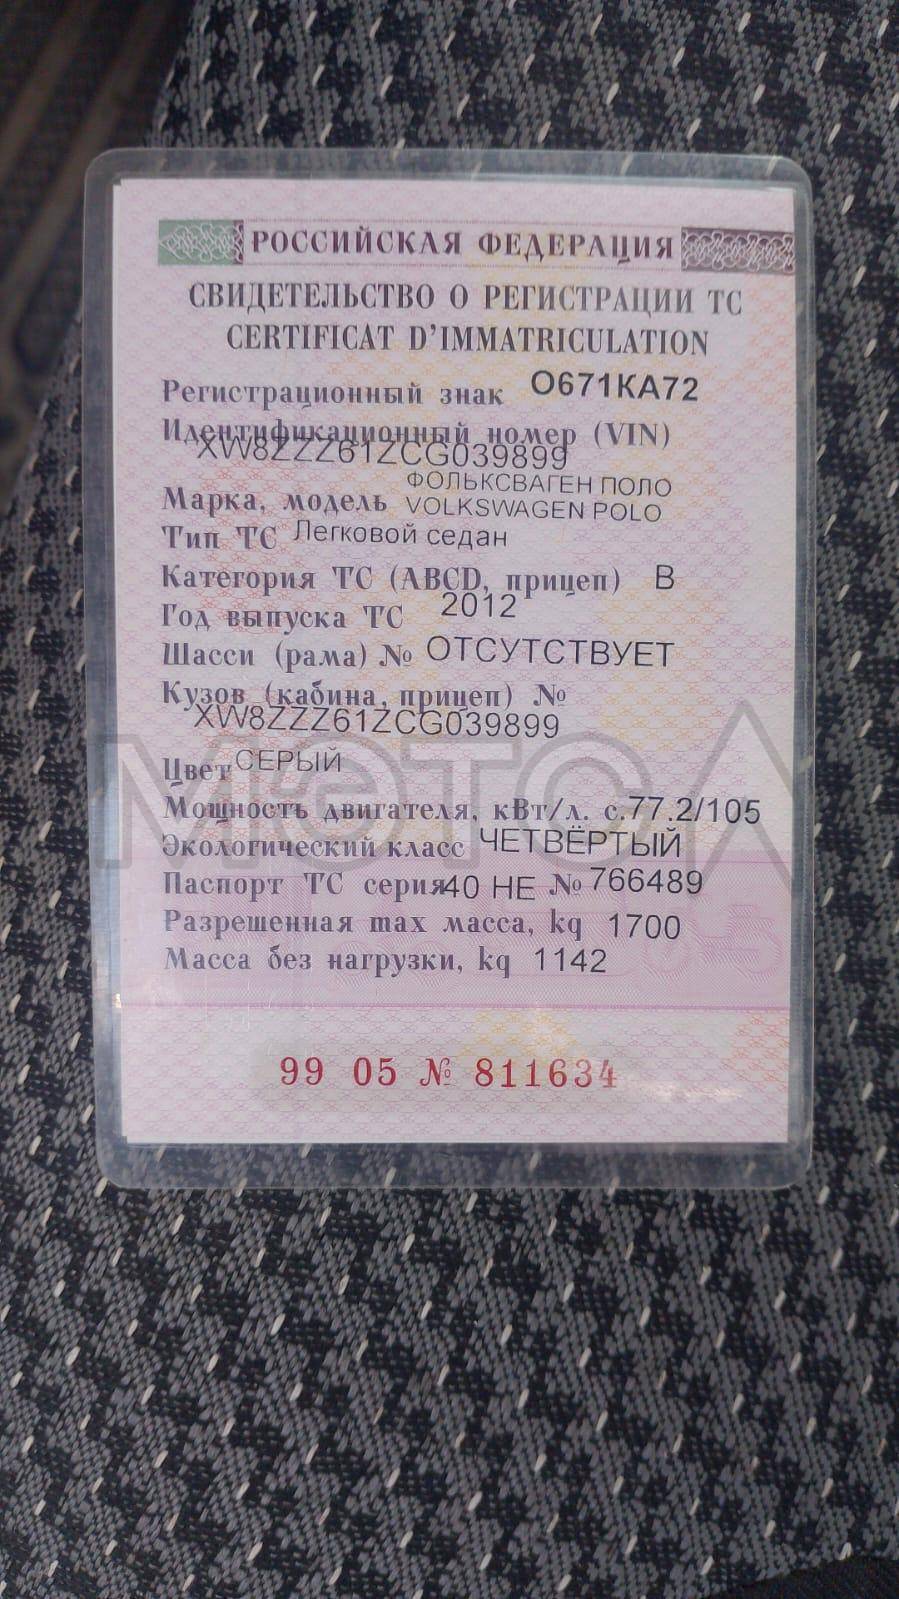 РОССИЙСКАЯ ФЕДЕРАЦИЯ
СВИДЕТЕЛЬСТВО О РЕГИСТРАЦИИ ТС
CERTIFICAT D'IMMATRICULATION
Регистрационный знак О671КА72
Идентификационный номер (VIN)
XW8ZZZ61ZCG039899
ФОЛЬКСВАГЕН ПОЛО
Марка, модель VOLKSWAGEN POLO
Тип ТС Легковой седан
Категория ТС (ABCD, прицеп) B
Год выпуска ТС 2012
Шасси (рама) № ОТСУТСТВУЕТ
Кузов (кабина, прицеп) №
XW8ZZZ61ZCG039899
Цвет СЕРЫЙ
Мощность двигателя, кВт/л. с. 77.2/105
Экологический класс ЧЕТВЁРТЫЙ
Паспорт ТС серия 40 НЕ № 766489
Разрешенная max масса, kg 1700
Масса без нагрузки, kg 1142
99 05 № 811634